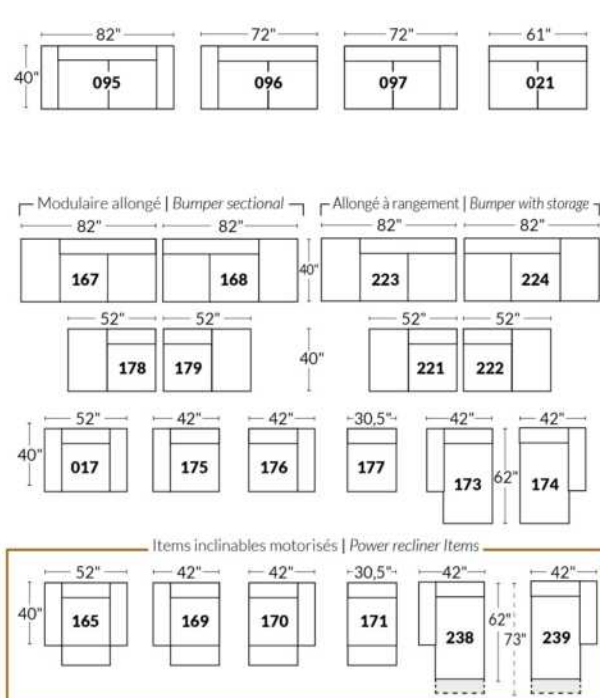 82" 72" 72" 61"
40" 095 096 097 021
Modulaire allongé | Bumper sectional Allongé à rangement | Bumper with storage
82" 82" 82" 82"
167 168 40" 223 224
52" 52" 52" 52"
178 179 40" 221 222
52" 42" 42" 30,5" 42" 42"
40" 017 175 176 177 173 62" 174
Items inclinables motorisés | Power recliner Items
52" 42" 42" 30,5" 42" 42"
40" 165 169 170 171 238 62" 73" 239